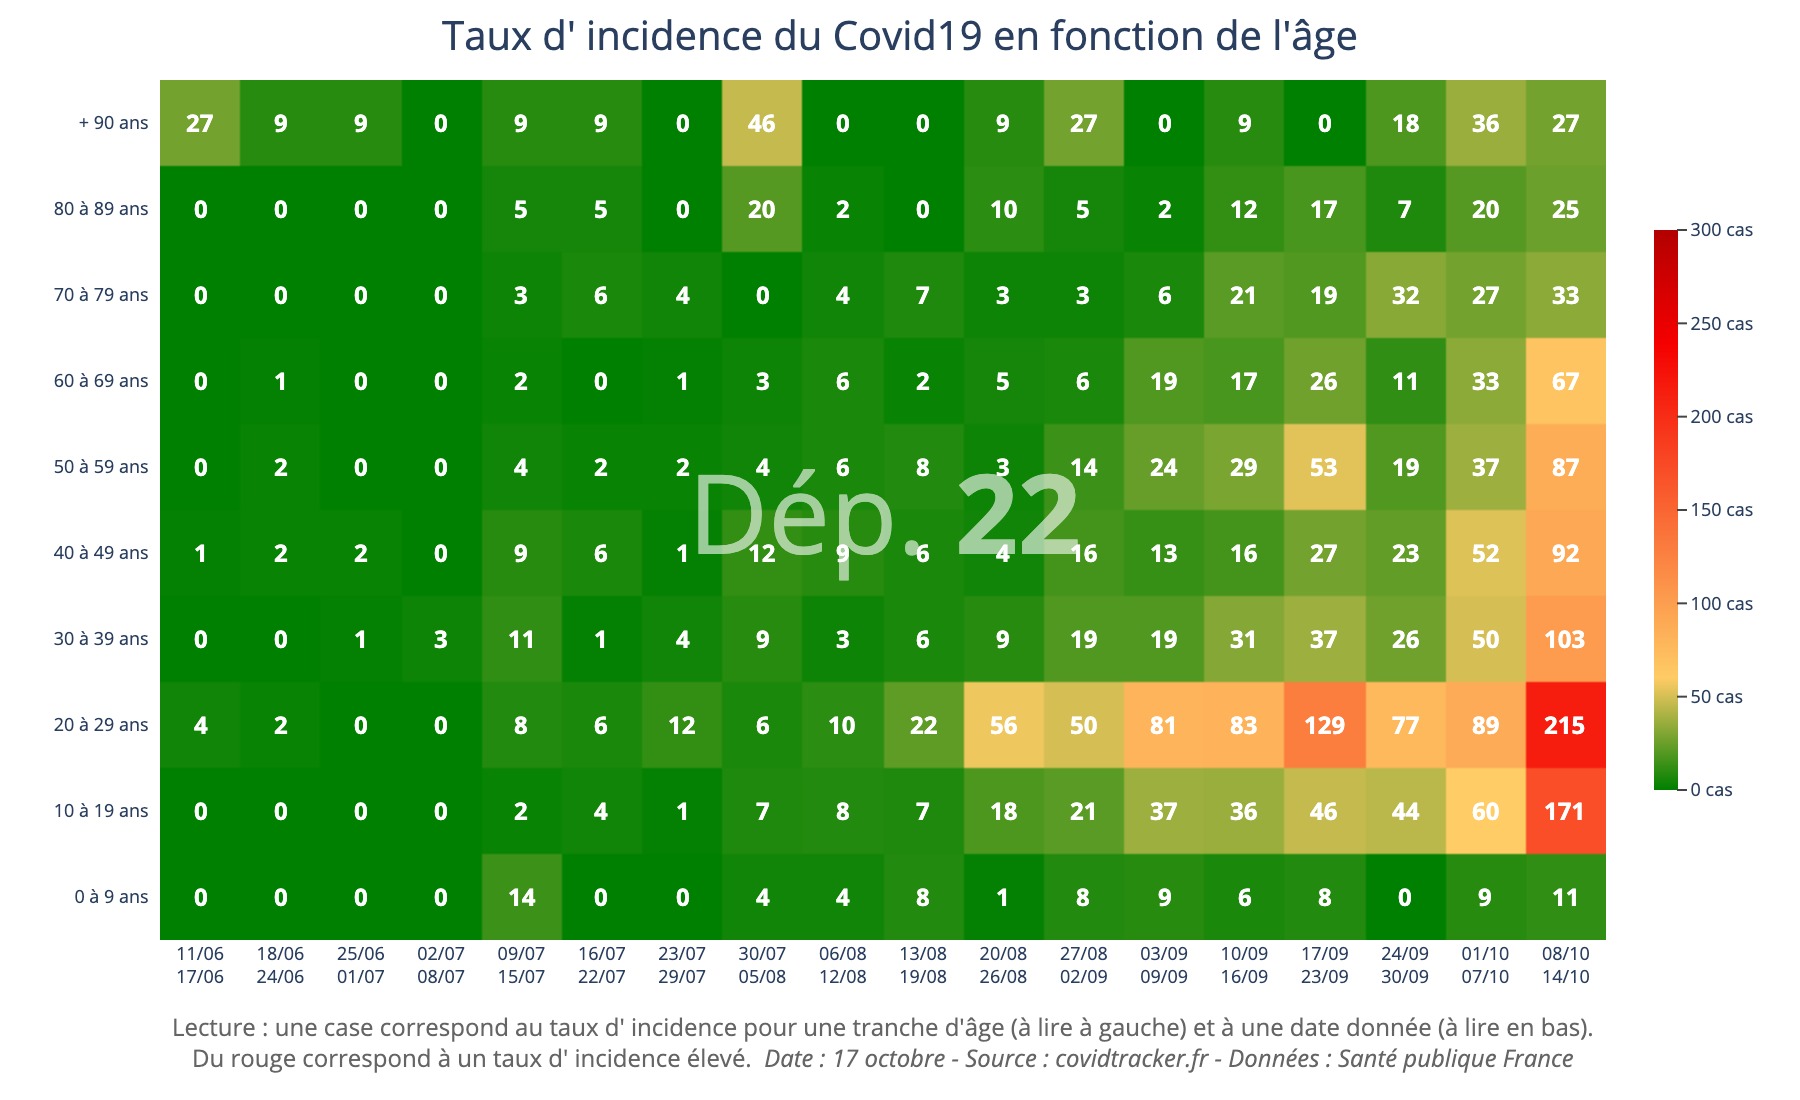 Taux d' incidence du Covid19 en fonction de l'âge
+ 90 ans 27 9 9 0 9 9 0 46 0 0 9 27 0 9 0 18 36 27
80 à 89 ans 0 0 0 0 5 5 0 20 2 0 10 5 2 12 17 7 20 25
70 à 79 ans 0 0 0 0 3 6 4 0 4 7 3 3 6 21 19 32 27 33
60 à 69 ans 0 1 0 0 2 0 1 3 6 2 5 6 19 17 26 11 33 67
50 à 59 ans 0 2 0 0 4 2 2 4 6 8 3 14 24 29 53 19 37 87
Dép. 22
40 à 49 ans 1 2 2 0 9 6 1 12 9 6 4 16 13 16 27 23 52 92
30 à 39 ans 0 0 1 3 11 1 4 9 3 6 9 19 19 31 37 26 50 103
20 à 29 ans 4 2 0 0 8 6 12 6 10 22 56 50 81 83 129 77 89 215
10 à 19 ans 0 0 0 0 2 4 1 7 8 7 18 21 37 36 46 44 60 171
0 à 9 ans 0 0 0 0 14 0 0 4 4 8 1 8 9 6 8 0 9 11
11/06 18/06 25/06 02/07 09/07 16/07 23/07 30/07 06/08 13/08 20/08 27/08 03/09 10/09 17/09 24/09 01/10 08/10
17/06 24/06 01/07 08/07 15/07 22/07 29/07 05/08 12/08 19/08 26/08 02/09 09/09 16/09 23/09 30/09 07/10 14/10
300 cas
250 cas
200 cas
150 cas
100 cas
50 cas
0 cas
Lecture : une case correspond au taux d' incidence pour une tranche d'âge (à lire à gauche) et à une date donnée (à lire en bas).
Du rouge correspond à un taux d' incidence élevé. Date : 17 octobre - Source : covidtracker.fr - Données : Santé publique France